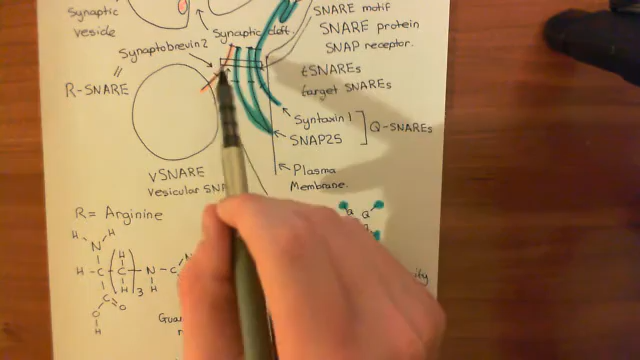 Synaptic
vesicle
Synaptic cleft.
SNARE motif
SNARE protein
SNAP receptor.
Synaptobrevin 2
=
R-SNARE
tSNAREs
target SNAREs
Syntaxin 1
SNAP25
Q-SNAREs
vSNARE
Vesicular
Plasma
Membrane.
R = Arginine
H H
N H N
H - C C N - C
H H
C 3
O O
H
Q Q